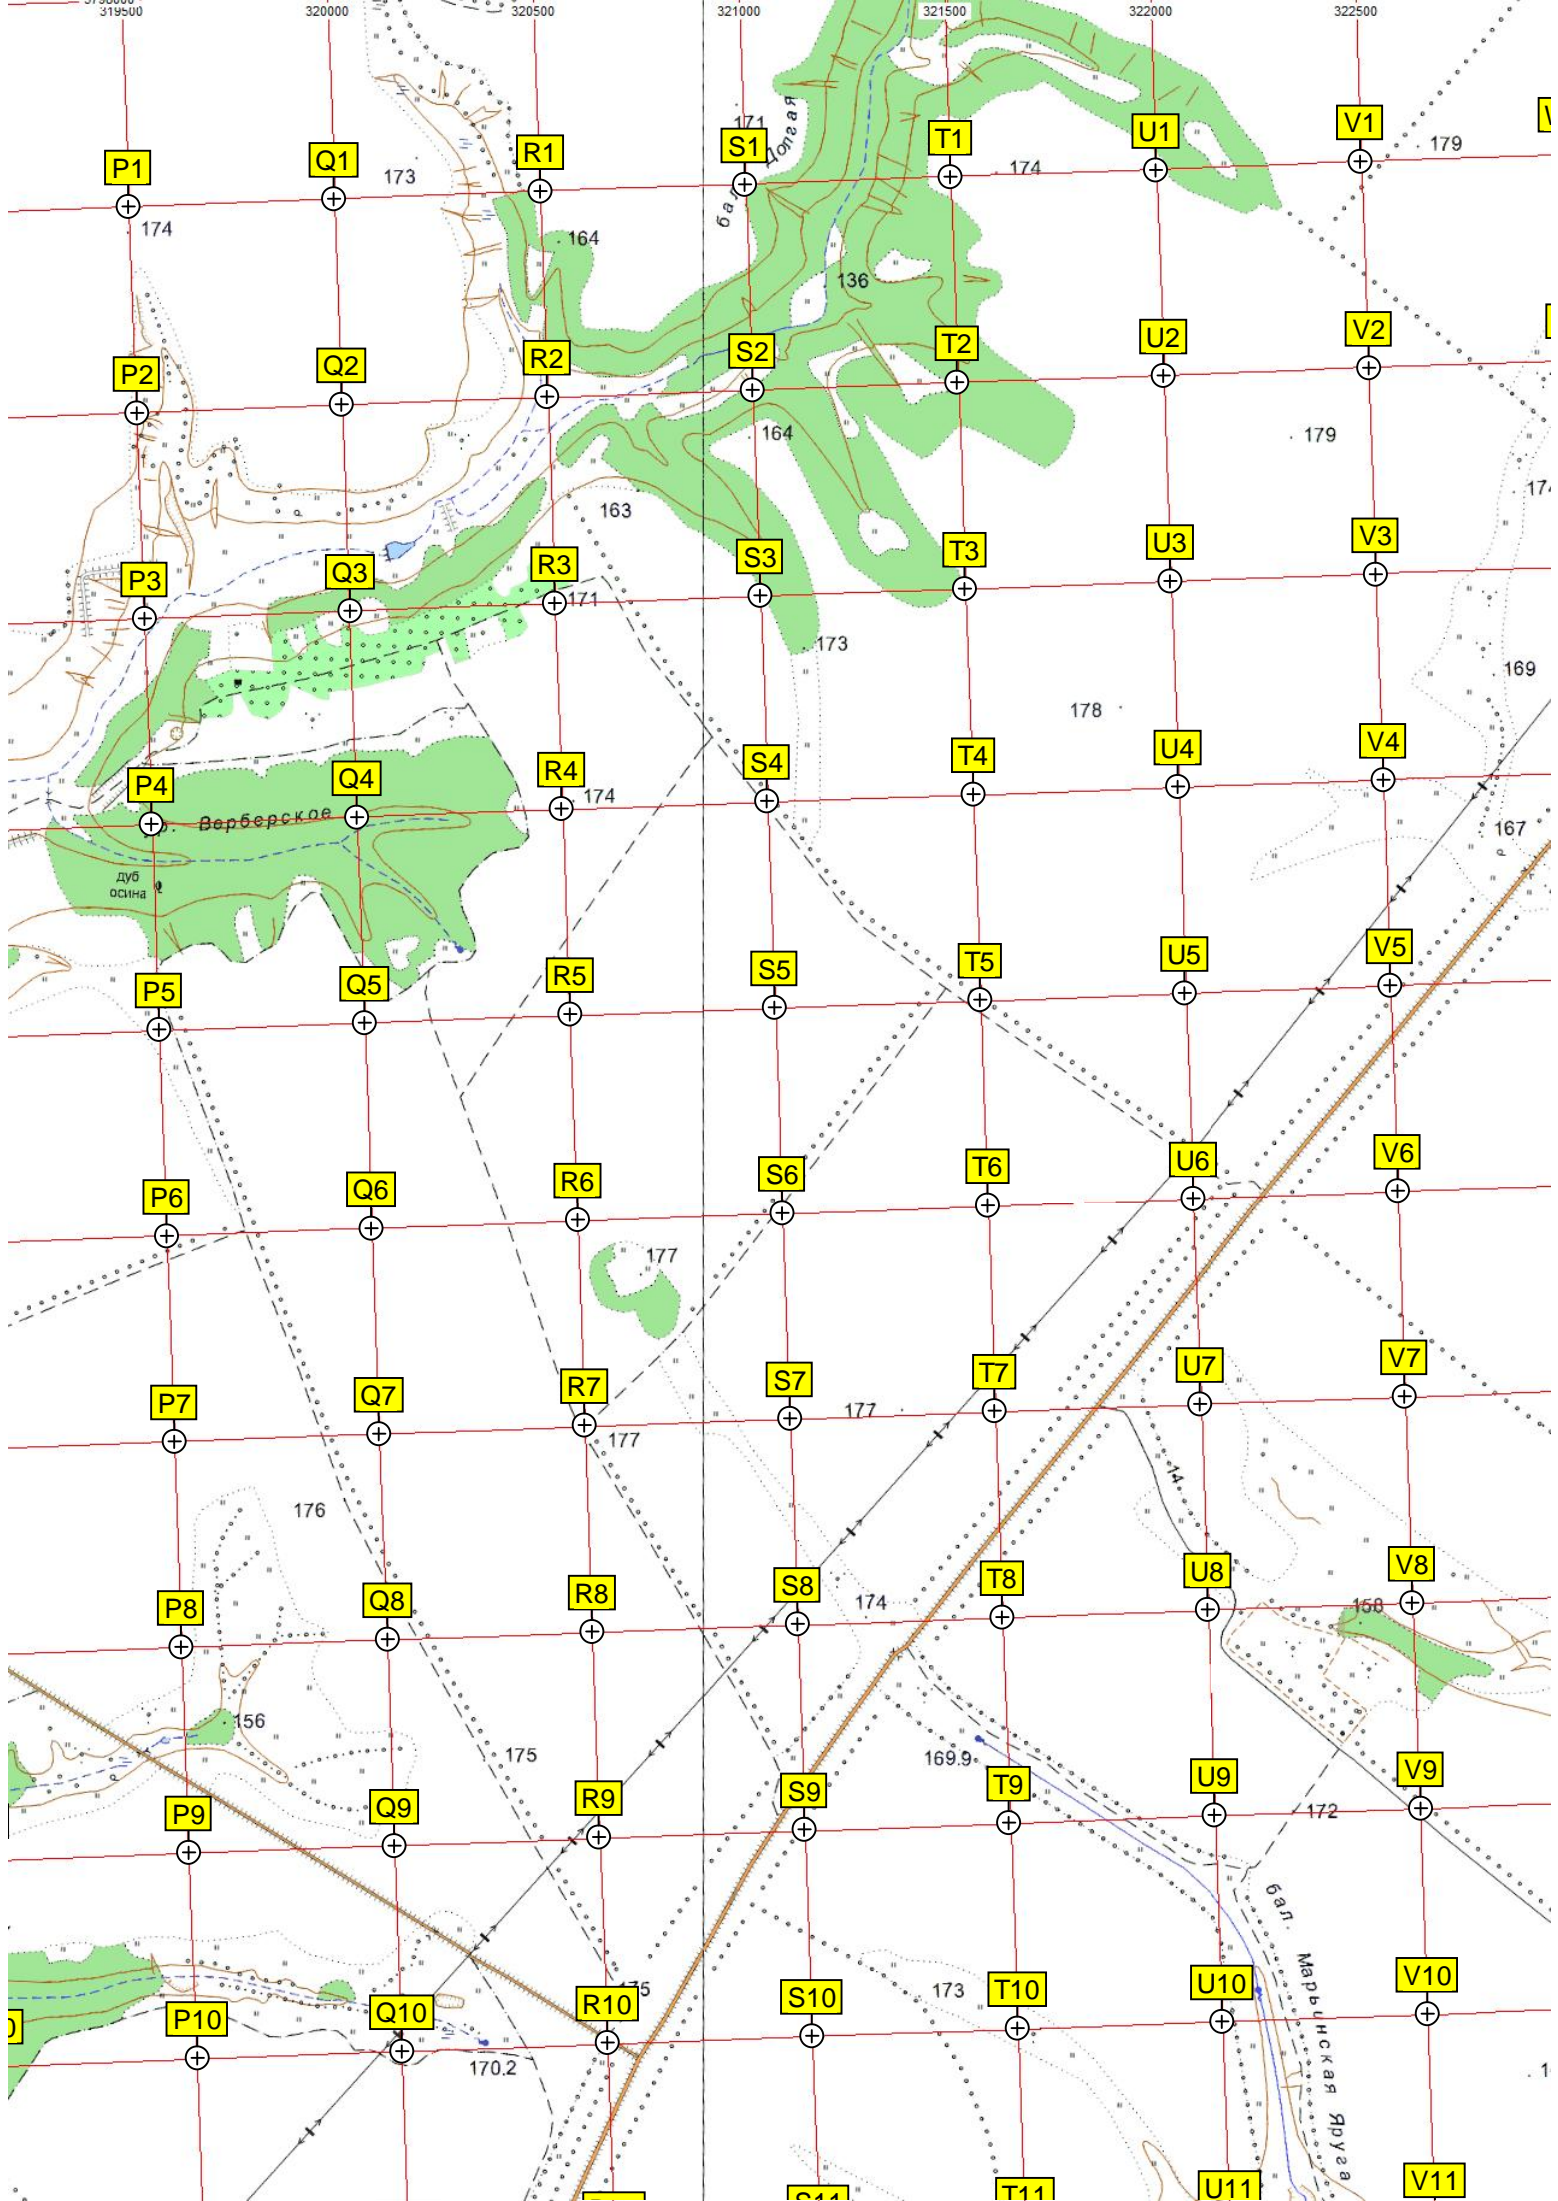 319500 320000 320500 321000 321500 322000 322500
171
P1 Q1 R1 S1 T1 U1 V1
173 174 179
бал. Долгая
174 164
136
P2 Q2 R2 S2 T2 U2 V2
164 179
163 174
P3 Q3 R3 S3 T3 U3 V3
171
173 169
178
P4 Q4 R4 S4 T4 U4 V4
ур. Верберское 174 167
дуб
осина
P5 Q5 R5 S5 T5 U5 V5
P6 Q6 R6 S6 T6 U6 V6
177
P7 Q7 R7 S7 T7 U7 V7
177
177
14
176
P8 Q8 R8 S8 T8 U8 V8
174 158
156
175 169.9
P9 Q9 R9 S9 T9 U9 V9
172
бал. Марьинская Яруга
P10 Q10 R10 S10 T10 U10 V10
175 173
170.2
S11 T11 U11 V11